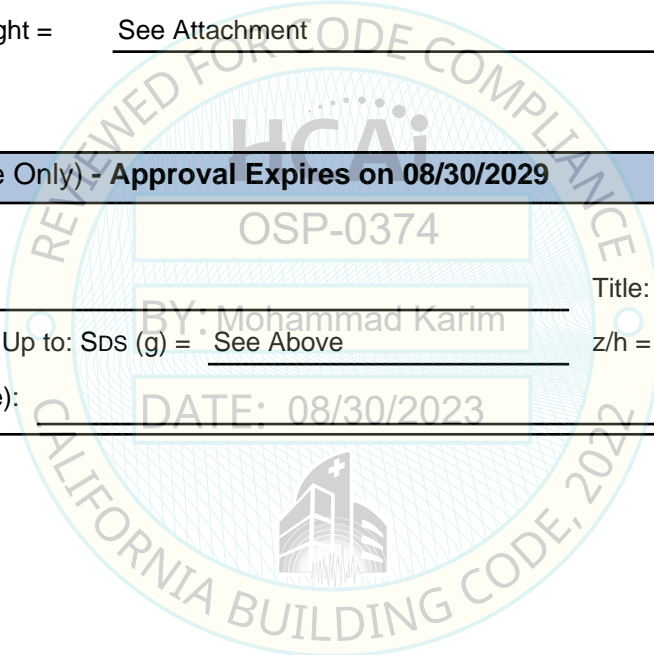 ght = See Attachment
REVIEWED FOR CODE COMPLIANCE
HCAi
e Only) - Approval Expires on 08/30/2029
OSP-0374
Title:
BY: Mohammad Karim
Up to: SDS (g) = See Above z/h =
e):
DATE: 08/30/2023
CALIFORNIA BUILDING CODE, 2022